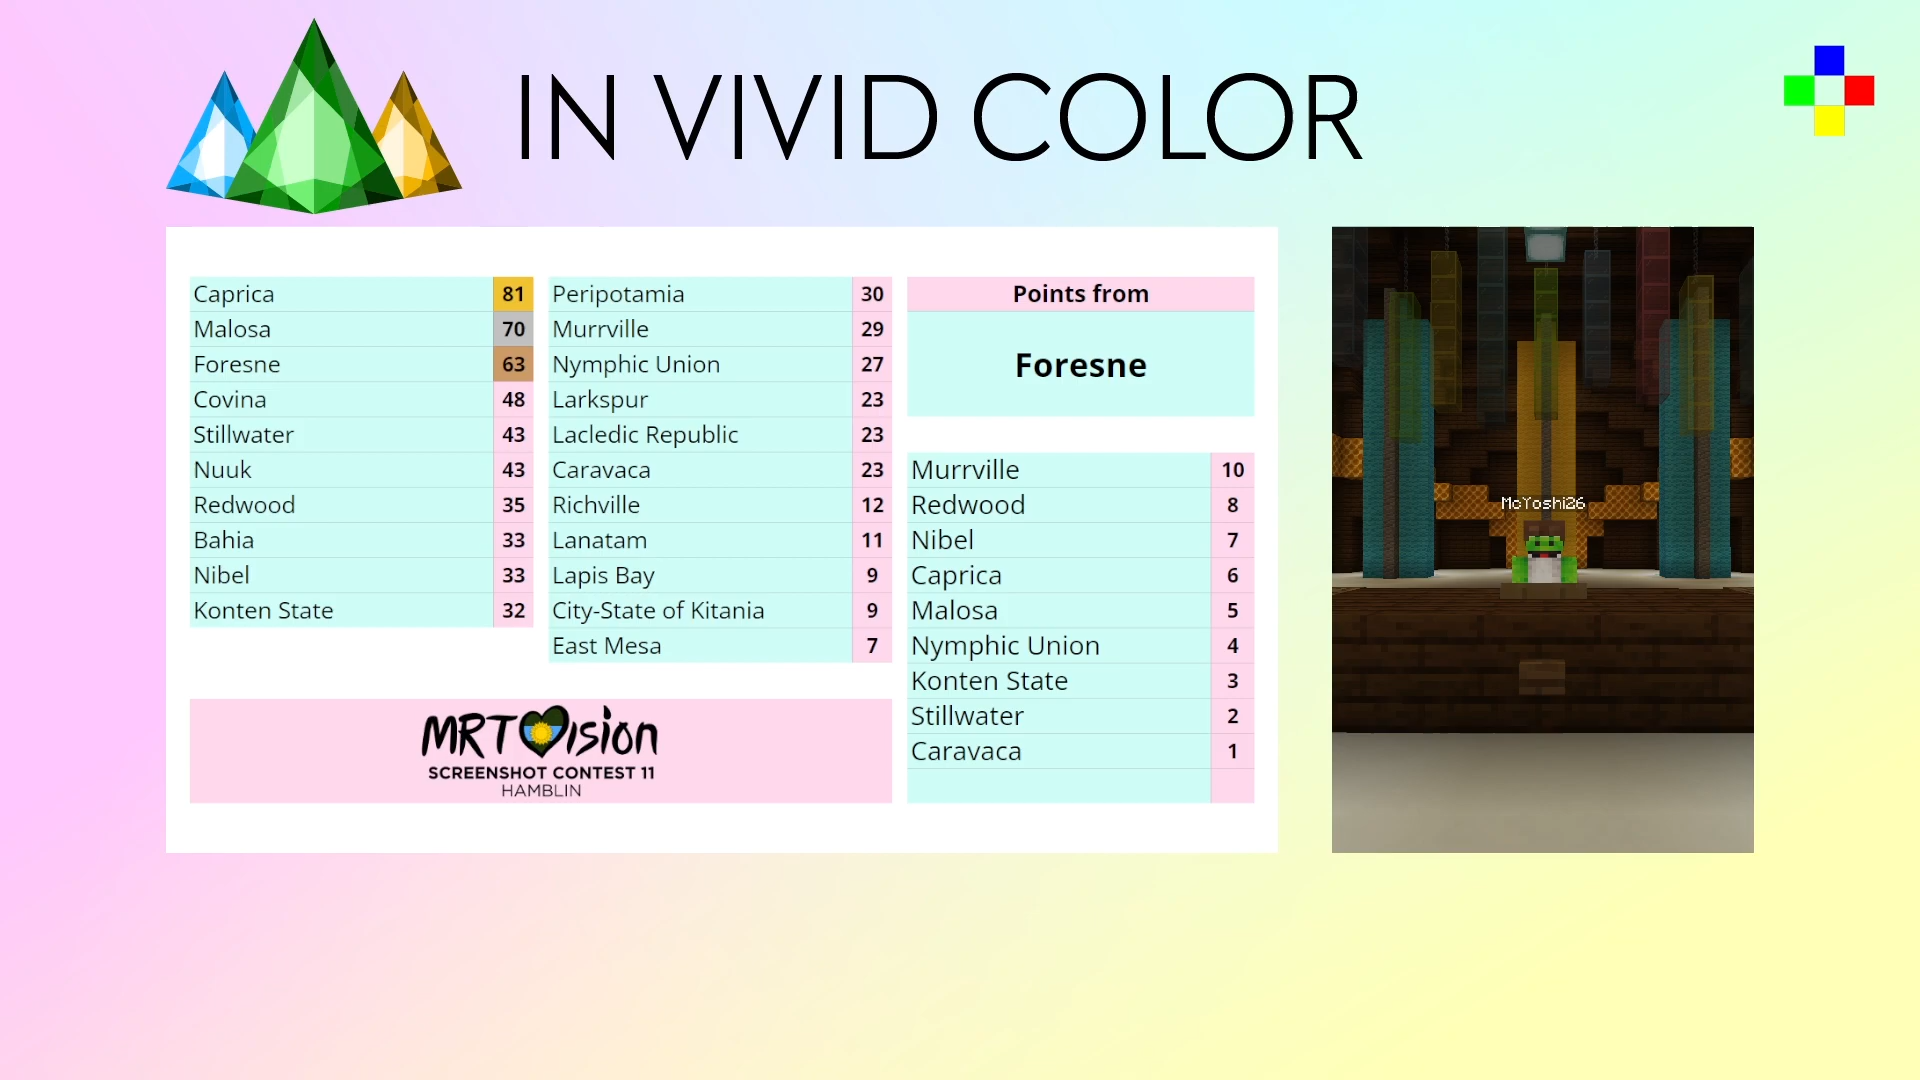 IN VIVID COLOR
Caprica 81
Malosa 70
Foresne 63
Covina 48
Stillwater 43
Nuuk 43
Redwood 35
Bahia 33
Nibel 33
Konten State 32
Peripotamia 30
Murrville 29
Nymphic Union 27
Larkspur 23
Lacledic Republic 23
Caravaca 23
Richville 12
Lanatam 11
Lapis Bay 9
City-State of Kitania 9
East Mesa 7
Points from
Foresne
Murrville 10
Redwood 8
Nibel 7
Caprica 6
Malosa 5
Nymphic Union 4
Konten State 3
Stillwater 2
Caravaca 1
MRTVision
SCREENSHOT CONTEST 11
HAMBLIN
McYoshi26